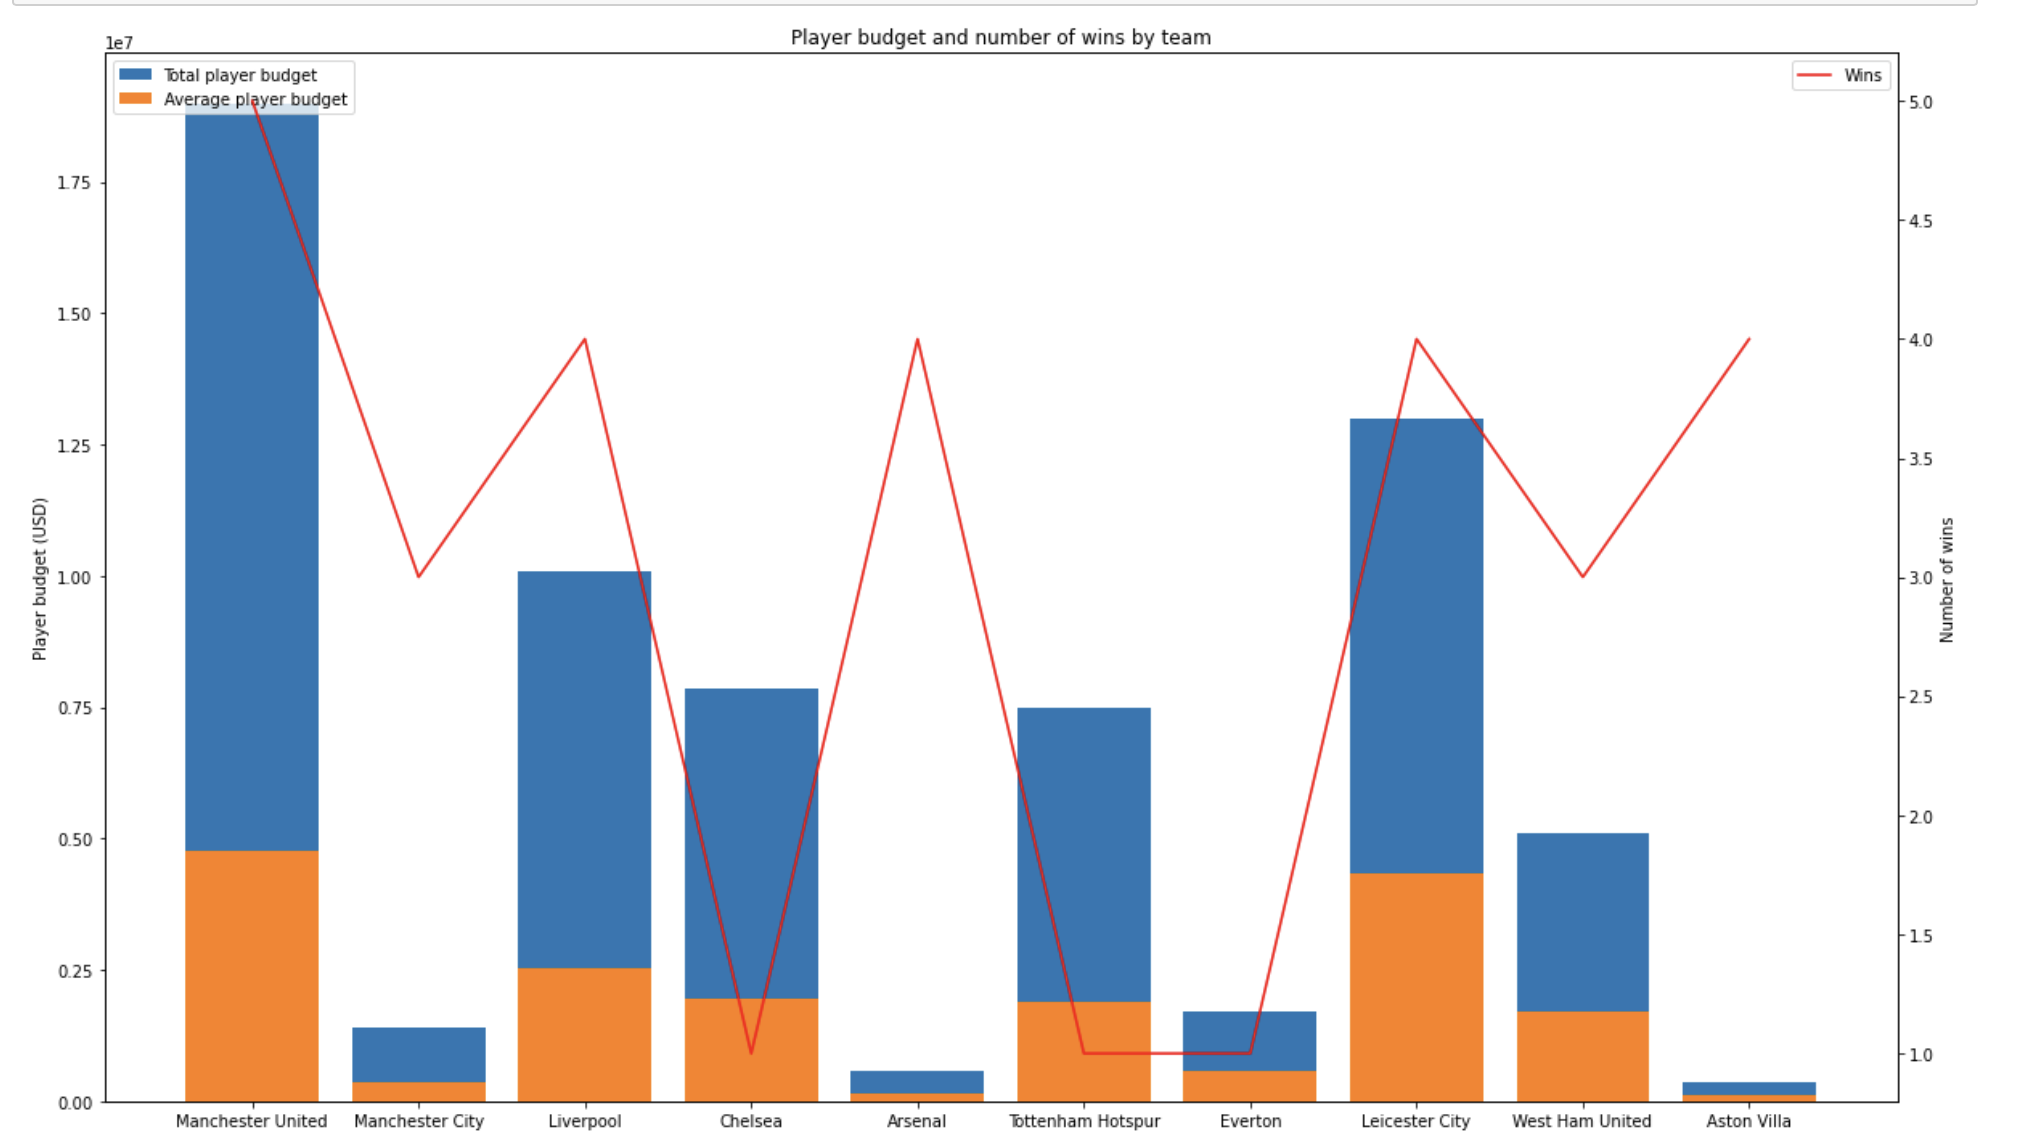 Player budget and number of wins by team
1e7
Total player budget
Average player budget
Wins
1.75
1.50
1.25
1.00
0.75
0.50
0.25
0.00
Player budget (USD)
5.0
4.5
4.0
3.5
3.0
2.5
2.0
1.5
1.0
Number of wins
Manchester United Manchester City Liverpool Chelsea Arsenal Tottenham Hotspur Everton Leicester City West Ham United Aston Villa